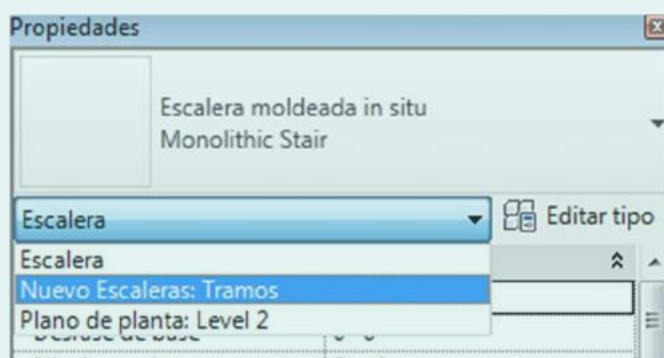 Propiedades
Escalera moldeada in situ
Monolithic Stair
Escalera
Editar tipo
Escalera
Nuevo Escaleras: Tramos
Plano de planta: Level 2